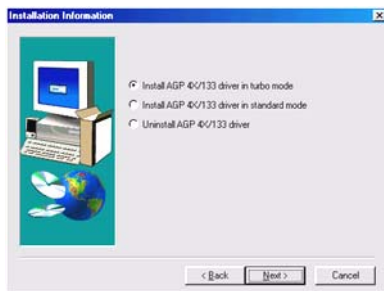 Installation Information
Install AGP 4X/133 driver in turbo mode
Install AGP 4X/133 driver in standard mode
Uninstall AGP 4X/133 driver
< Back
Next >
Cancel